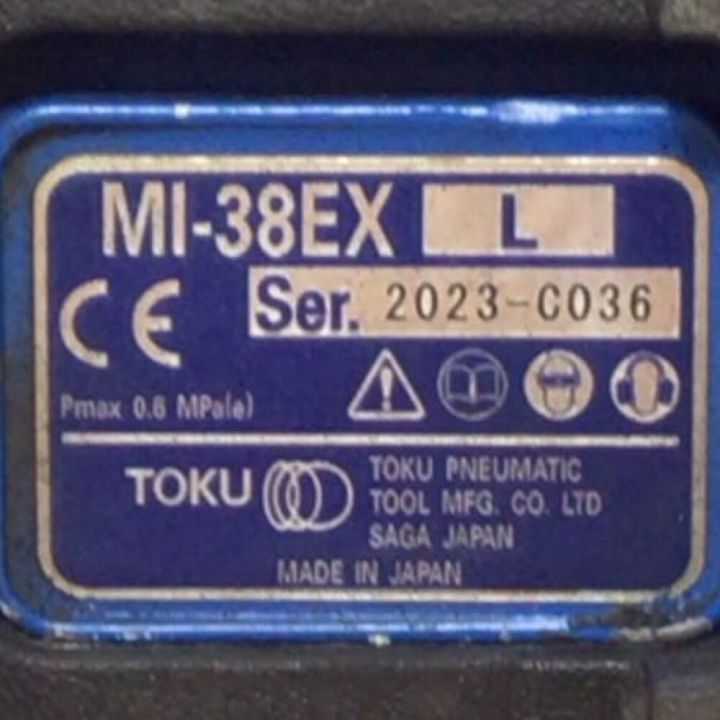 MI-38EX L
CE Ser. 2023-C036
Pmax 0.6 MPa(e)
TOKU
TOKU PNEUMATIC
TOOL MFG. CO. LTD
SAGA JAPAN
MADE IN JAPAN